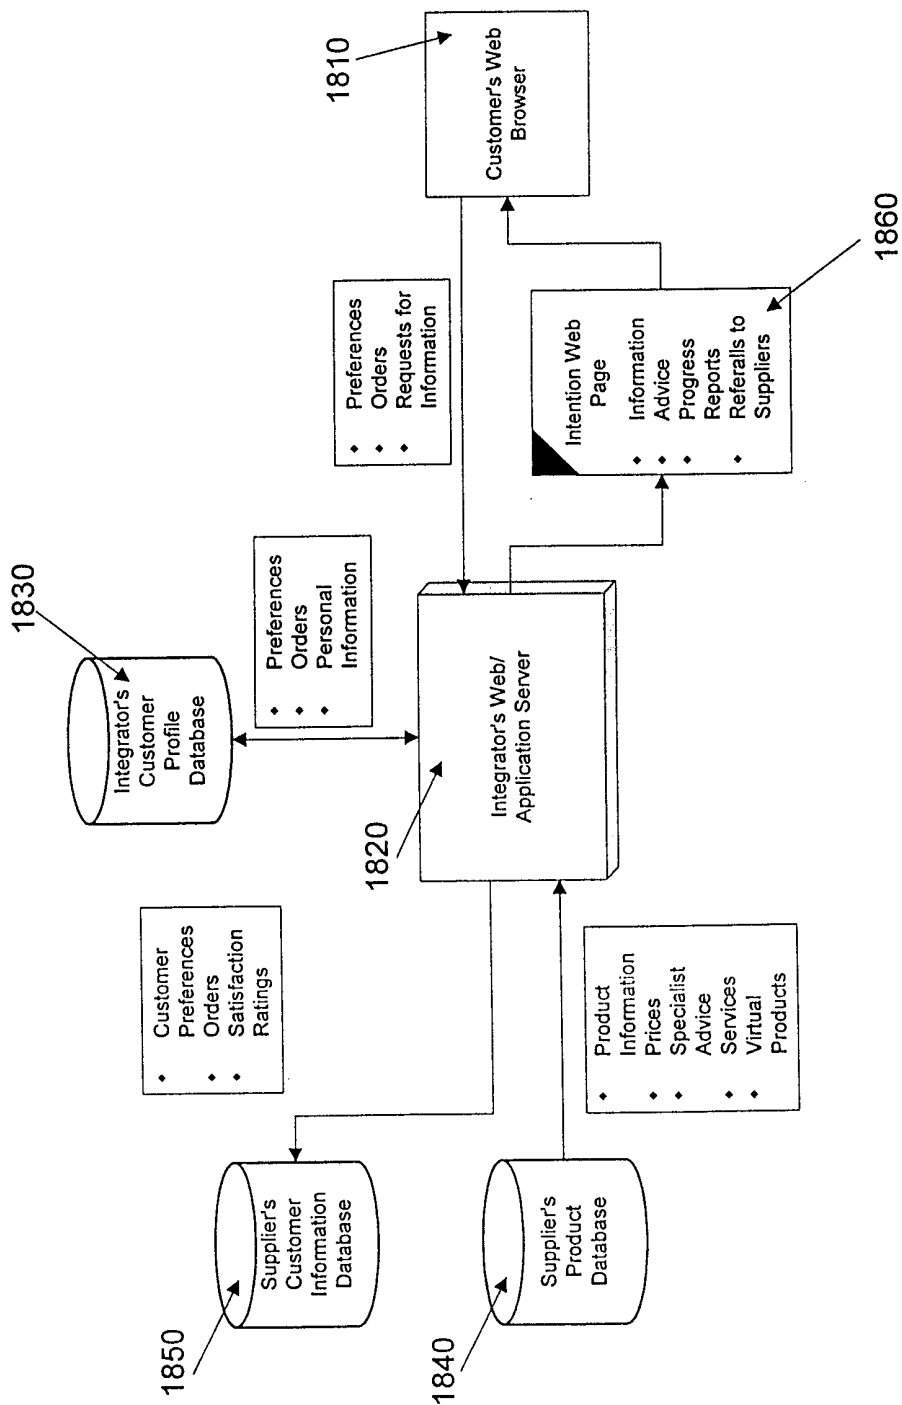 1810
Customer's Web
Browser
• Preferences
• Orders
• Requests for
Information
1860
Intention Web
Page
• Information
• Advice
• Progress
Reports
• Referalls to
Suppliers
1830
Integrator's
Customer
Profile
Database
• Preferences
• Orders
• Personal
Information
1820
Integrator's Web/
Application Server
• Customer
Preferences
• Orders
• Satisfaction
Ratings
• Product
Information
• Prices
• Specialist
Advice
• Services
• Virtual
Products
1850
Supplier's
Customer
Information
Database
1840
Supplier's
Product
Database